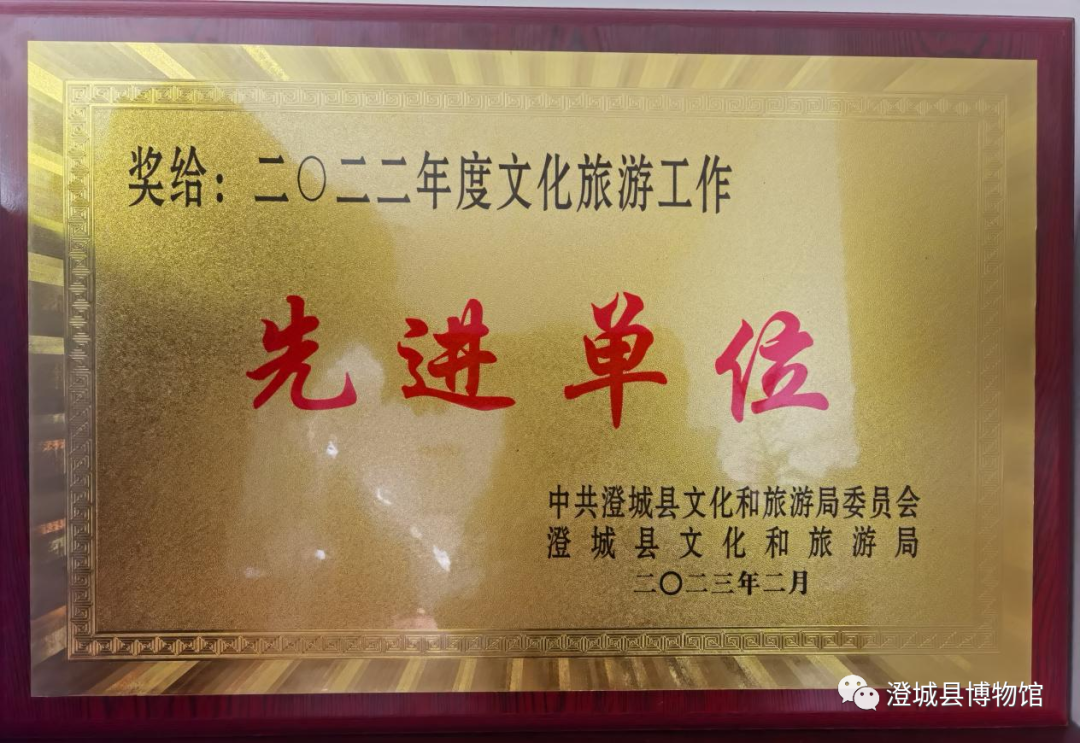 奖给：二〇二二年度文化旅游工作
先进单位
中共澄城县文化和旅游局委员会
澄城县文化和旅游局
二〇二三年二月
澄城县博物馆